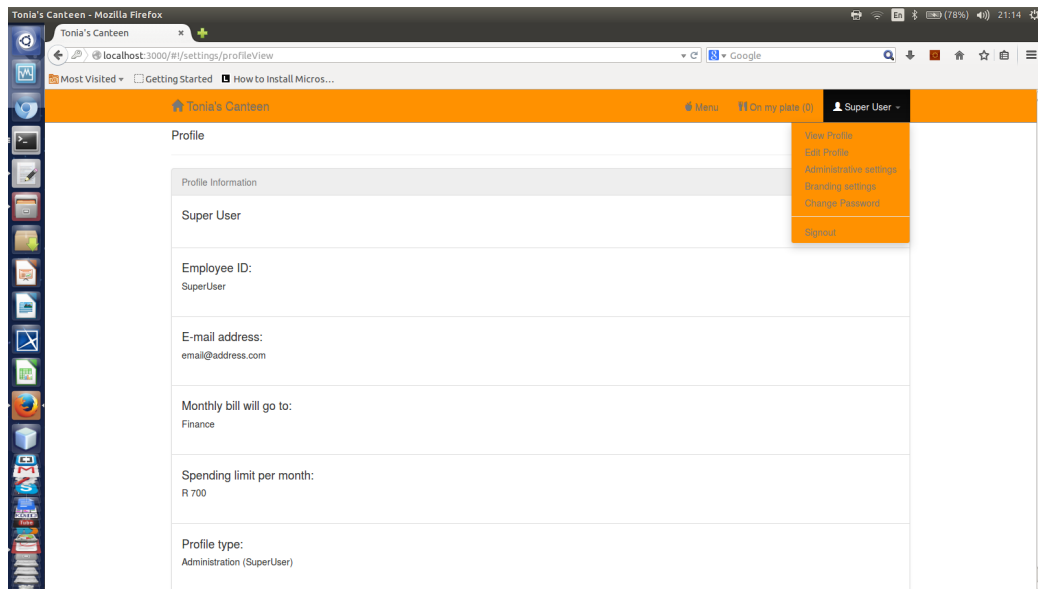 Tonia's Canteen - Mozilla Firefox
En (78%) 21:14
Tonia's Canteen
localhost:3000/#!/settings/profileView
Google
Most Visited Getting Started How to Install Micros...
Tonia's Canteen Menu On my plate (0) Super User
Profile
View Profile
Edit Profile
Administrative settings
Branding settings
Change Password
Signout
Profile Information
Super User
Employee ID:
SuperUser
E-mail address:
email@address.com
Monthly bill will go to:
Finance
Spending limit per month:
R 700
Profile type:
Administration (SuperUser)